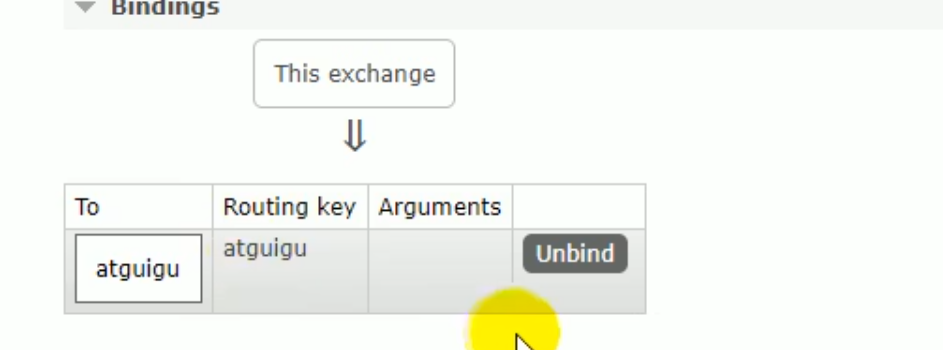 Bindings
This exchange
⇓
To Routing key Arguments
atguigu atguigu Unbind